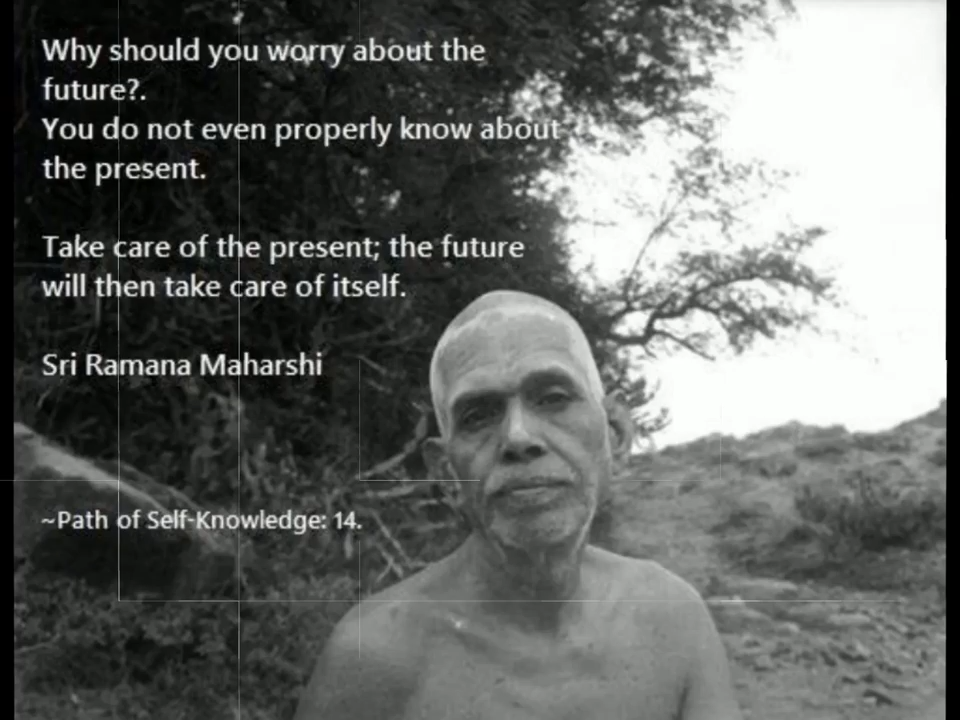 Why should you worry about the
future?.
You do not even properly know about
the present.
Take care of the present; the future
will then take care of itself.
Sri Ramana Maharshi
~Path of Self-Knowledge: 14.